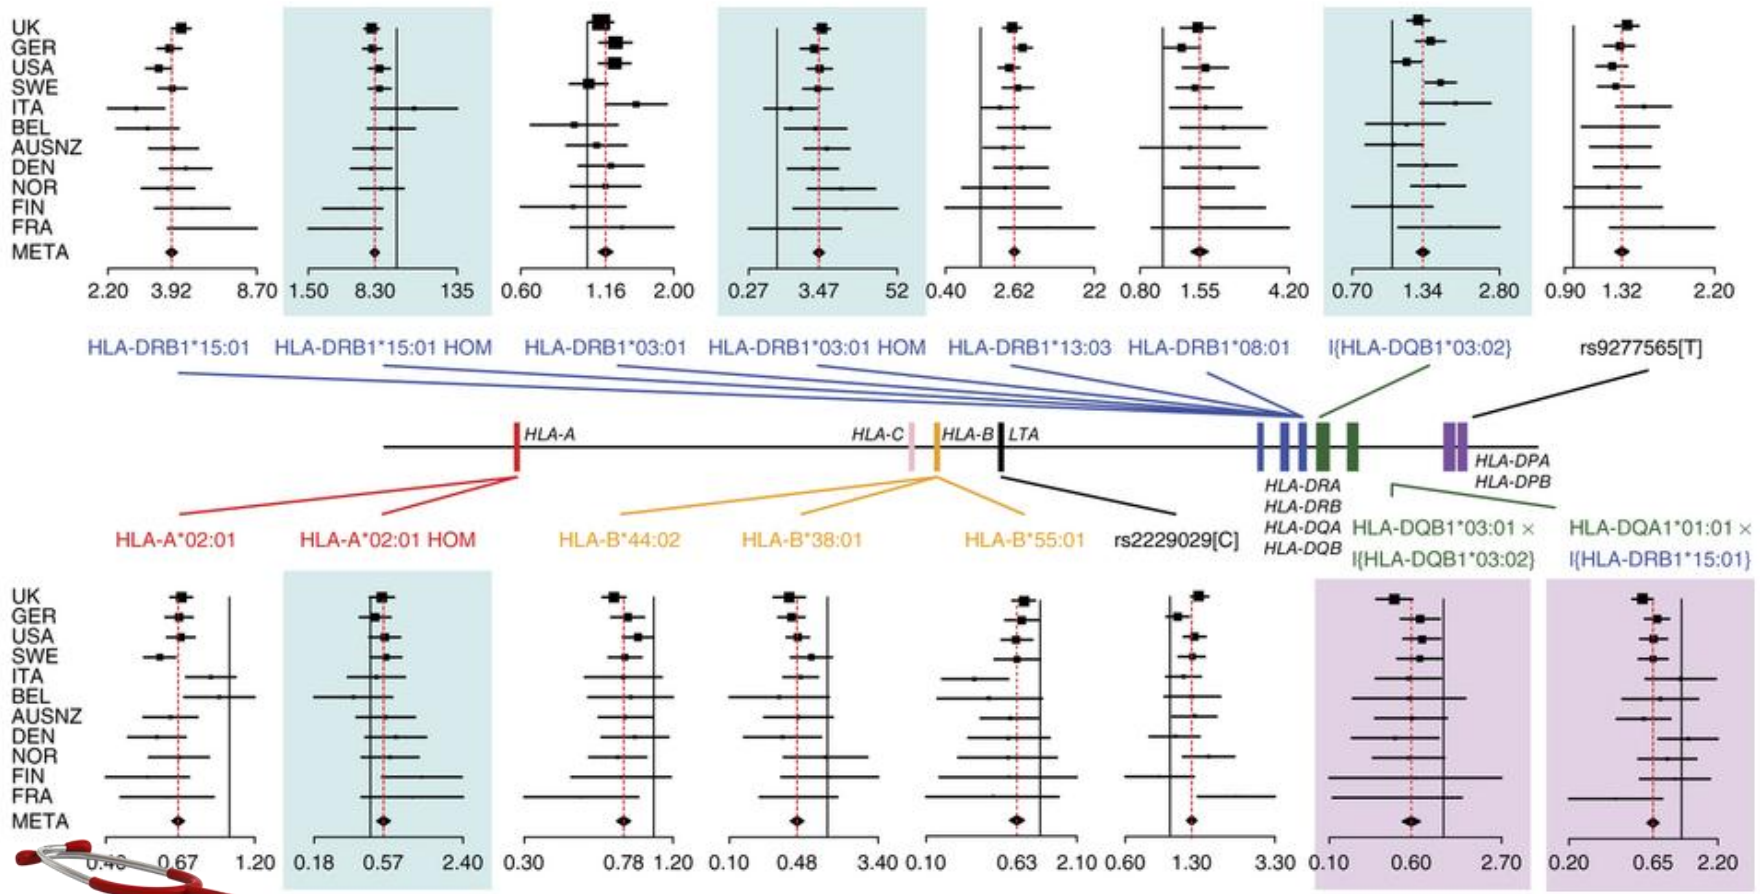 UK
GER
USA
SWE
ITA
BEL
AUSNZ
DEN
NOR
FIN
FRA
META
2.20 3.92 8.70 1.50 8.30 135 0.60 1.16 2.00 0.27 3.47 52 0.40 2.62 22 0.80 1.55 4.20 0.70 1.34 2.80 0.90 1.32 2.20
HLA-DRB1*15:01 HLA-DRB1*15:01 HOM HLA-DRB1*03:01 HLA-DRB1*03:01 HOM HLA-DRB1*13:03 HLA-DRB1*08:01 I{HLA-DQB1*03:02} rs9277565[T]
HLA-A HLA-C HLA-B LTA
HLA-DPA
HLA-DPB
HLA-DRA
HLA-DRB
HLA-DQA
HLA-DQB
HLA-A*02:01 HLA-A*02:01 HOM HLA-B*44:02 HLA-B*38:01 HLA-B*55:01 rs2229029[C]
HLA-DQB1*03:01 ×
I{HLA-DQB1*03:02}
HLA-DQA1*01:01 ×
I{HLA-DRB1*15:01}
UK
GER
USA
SWE
ITA
BEL
AUSNZ
DEN
NOR
FIN
FRA
META
0.67 1.20 0.18 0.57 2.40 0.30 0.78 1.20 0.10 0.48 3.40 0.10 0.63 2.10 0.60 1.30 3.30 0.10 0.60 2.70 0.20 0.65 2.20